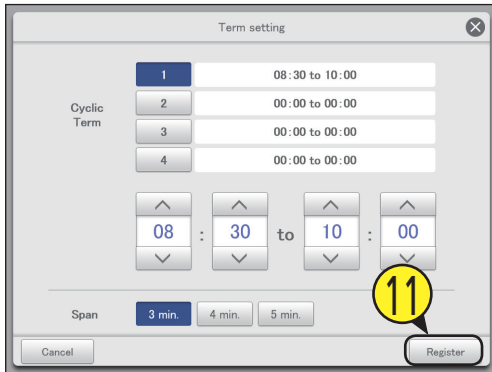 Term setting
1 08:30 to 10:00
Cyclic Term
2 00:00 to 00:00
3 00:00 to 00:00
4 00:00 to 00:00
08 : 30 to 10 : 00
11
Span 3 min. 4 min. 5 min.
Cancel Register